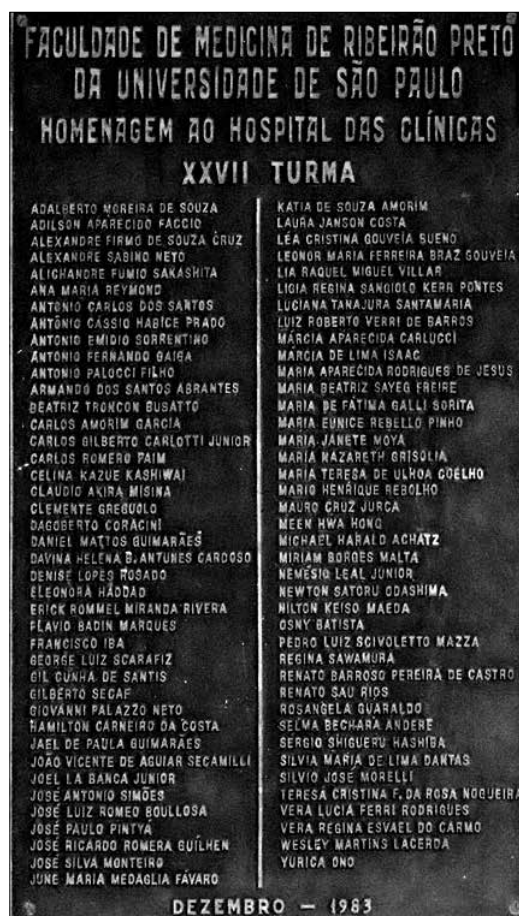 FACULDADE DE MEDICINA DE RIBEIRÃO PRETO
DA UNIVERSIDADE DE SÃO PAULO
HOMENAGEM AO HOSPITAL DAS CLÍNICAS
XXVII TURMA
ADALBERTO MOREIRA DE SOUZA
ADILSON APARECIDO FACCIO
ALEXANDRE FIRMO DE SOUZA CRUZ
ALEXANDRE SABINO NETO
ALICHANDRE FUMIO SAKASHITA
ANA MARIA REYMOND
ANTONIO CARLOS DOS SANTOS
ANTÔNIO CÁSSIO HABICE PRADO
ANTONIO EMIDIO SORRENTINO
ANTONIO FERNANDO GAIGA
ANTONIO PALOCCI FILHO
ARMANDO DOS SANTOS ABRANTES
BEATRIZ TRONCON BUSATTO
CARLOS AMORIM GARCIA
CARLOS GILBERTO CARLOTTI JUNIOR
CARLOS ROMERO PAIM
CELINA KAZUE KASHIWAI
CLAUDIO AKIRA MISINA
CLEMENTE GREGUOLO
DAGOBERTO CORACINI
DANIEL MATTOS GUIMARÃES
DAVINA HELENA B. ANTUNES CARDOSO
DENISE LOPES ROSADO
ELEONORA HADDAD
ERICK ROMMEL MIRANDA RIVERA
FLAVIO BADIN MARQUES
FRANCISCO IBA
GEORGE LUIZ SCARAFIZ
GIL CUNHA DE SANTIS
GILBERTO SECAF
GIOVANNI PALAZZO NETO
HAMILTON CARNEIRO DA COSTA
JAEL DE PAULA GUIMARÃES
JOÃO VICENTE DE AGUIAR SECAMILLI
JOEL LA BANCA JUNIOR
JOSÉ ANTONIO SIMÕES
JOSÉ LUIZ ROMEO BOULLOSA
JOSÉ PAULO PINTYÁ
JOSÉ RICARDO ROMERA GUILHEN
JOSÉ SILVA MONTEIRO
JUNE MARIA MEDAGLIA FÁVARO
KATIA DE SOUZA AMORIM
LAURA JANSON COSTA
LÉA CRISTINA GOUVEIA BUENO
LEONOR MARIA FERREIRA BRAZ GOUVEIA
LIA RAQUEL MIGUEL VILLAR
LIGIA REGINA SANGIOLO KERR PONTES
LUCIANA TANAJURA SANTAMARIA
LUIZ ROBERTO VERRI DE BARROS
MÁRCIA APARECIDA CARLUCCI
MÁRCIA DE LIMA ISAAC
MARIA APARECIDA RODRIGUES DE JESUS
MARIA BEATRIZ SAYEG FREIRE
MARIA DE FÁTIMA GALLI SORITA
MARIA EUNICE REBELLO PINHO
MARIA JANETE MOYA
MARIA NAZARETH GRISOLIA
MARIA TERESA DE ULHOA COELHO
MARIO HENRIQUE REBOLHO
MAURO CRUZ JURCA
MEEN HWA HONG
MICHAEL HARALD ACHATZ
MIRIAM BORGES MALTA
NEMÉSIO LEAL JUNIOR
NEWTON SATORU ODASHIMA
NILTON KEISO MAEDA
OSNY BATISTA
PEDRO LUIZ SCIVOLETTO MAZZA
REGINA SAWAMURA
RENATO BARROSO PEREIRA DE CASTRO
RENATO SAU RIOS
ROSANGELA GUARALDO
SELMA BECHARA ANDERE
SERGIO SHIGUERU HASHIBA
SILVIA MARIA DE LIMA DANTAS
SILVIO JOSÉ MORELLI
TERESA CRISTINA F. DA ROSA NOGUEIRA
VERA LUCIA FERRI RODRIGUES
VERA REGINA ESVAEL DO CARMO
WESLEY MARTINS LACERDA
YURICA ONO
DEZEMBRO — 1983